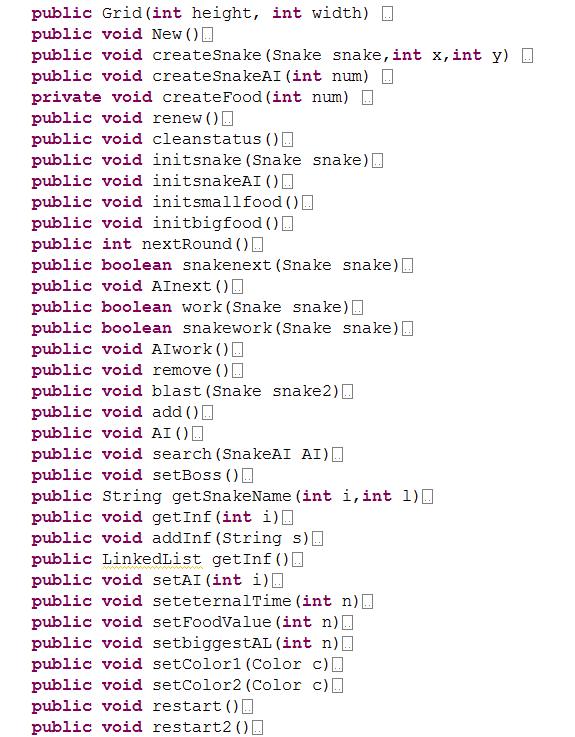 public Grid(int height, int width)
public void New()
public void createSnake(Snake snake,int x,int y)
public void createSnakeAI(int num)
private void createFood(int num)
public void renew()
public void cleanstatus()
public void initsnake(Snake snake)
public void initsnakeAI()
public void initsmallfood()
public void initbigfood()
public int nextRound()
public boolean snakenext(Snake snake)
public void AInext()
public boolean work(Snake snake)
public boolean snakework(Snake snake)
public void AIwork()
public void remove()
public void blast(Snake snake2)
public void add()
public void AI()
public void search(SnakeAI AI)
public void setBoss()
public String getSnakeName(int i,int l)
public void getInf(int i)
public void addInf(String s)
public LinkedList getInf()
public void setAI(int i)
public void seteternalTime(int n)
public void setFoodValue(int n)
public void setbiggestAL(int n)
public void setColor1(Color c)
public void setColor2(Color c)
public void restart()
public void restart2()